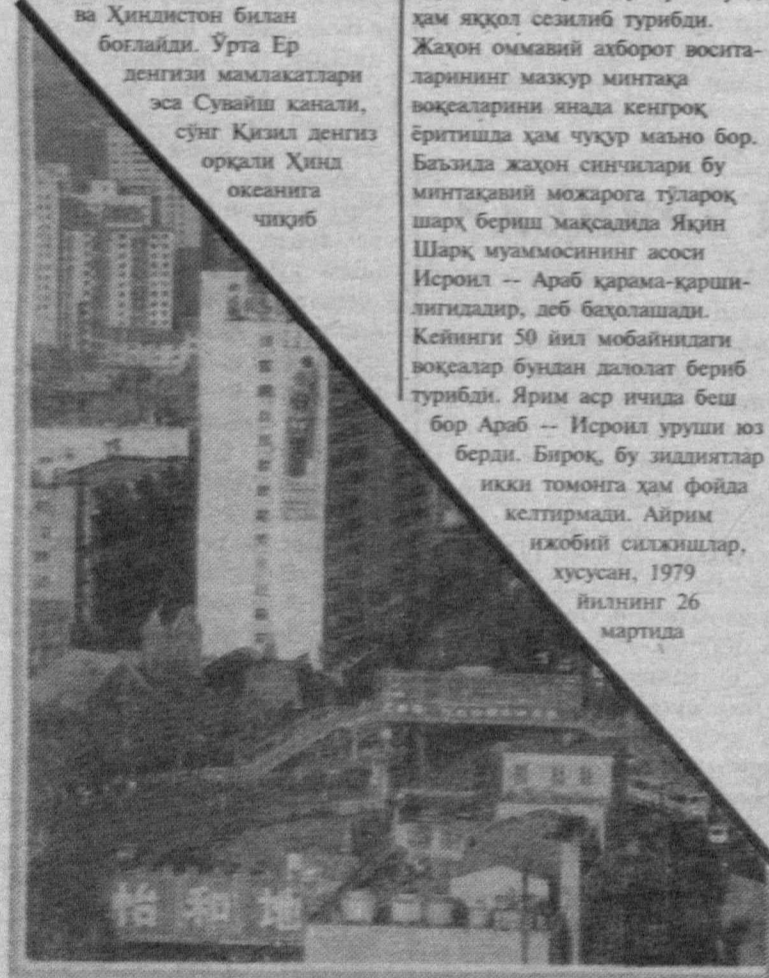 ва Ҳиндистон билан
боғлайди. Ўрта Ер
денгизи мамлакатлари
эса Сувайш канали,
сўнг Қизил денгиз
орқали Ҳинд
океанига
чиқиб
ҳам яққол сезилиб турибди.
Жаҳон оммавий ахборот восита-
ларининг мазкур минтақа
воқеаларини янада кенгроқ
ёритишда ҳам чуқур маъно бор.
Баъзида жаҳон синчилари бу
минтақавий можарога тўлароқ
шарҳ бериш мақсадида Яқин
Шарқ муаммосининг асоси
Исроил -- Араб қарама-қарши-
лигидадир, деб баҳолашади.
Кейинги 50 йил мобайнидаги
воқеалар бундан далолат бериб
турибди. Ярим аср ичида беш
бор Араб -- Исроил уруши юз
берди. Бироқ, бу зиддиятлар
икки томонга ҳам фойда
келтирмади. Айрим
ижобий силжишлар,
хусусан, 1979
йилнинг 26
мартида
怡和地